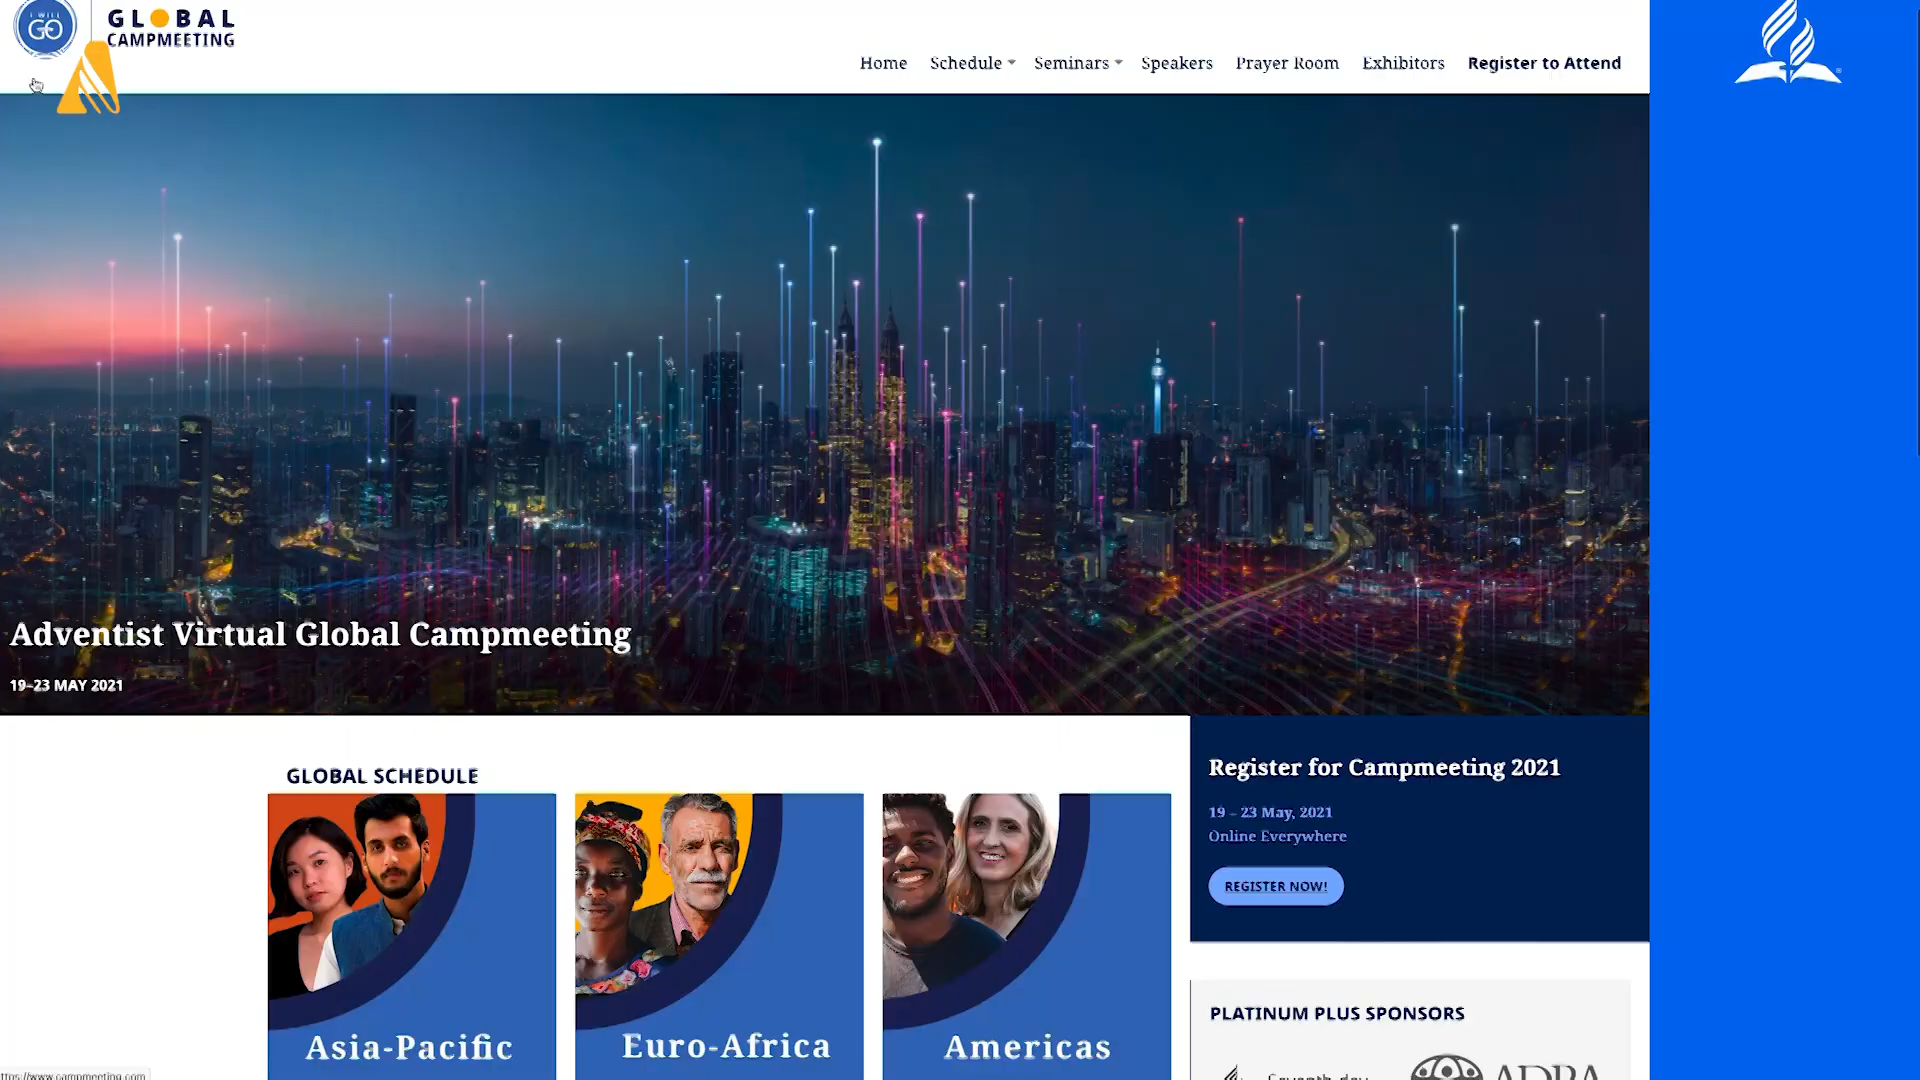 I WILL
GO
GLOBAL
CAMPMEETING
Home Schedule Seminars Speakers Prayer Room Exhibitors Register to Attend
Adventist Virtual Global Campmeeting
19-23 MAY 2021
GLOBAL SCHEDULE
Asia-Pacific
Euro-Africa
Americas
Register for Campmeeting 2021
19 - 23 May, 2021
Online Everywhere
REGISTER NOW!
PLATINUM PLUS SPONSORS
ADRA